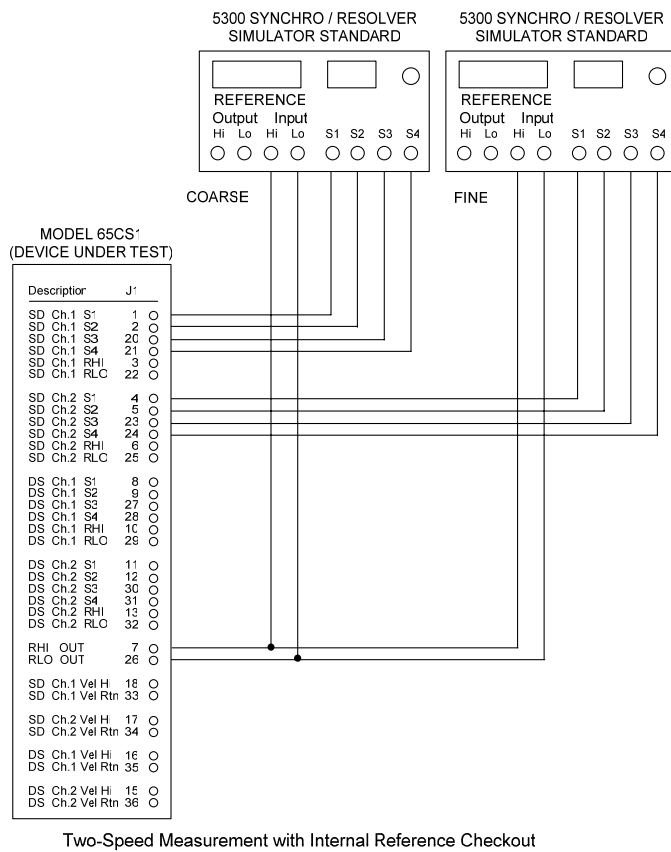 5300 SYNCHRO / RESOLVER
SIMULATOR STANDARD
5300 SYNCHRO / RESOLVER
SIMULATOR STANDARD
REFERENCE
Output Input
Hi Lo Hi Lo S1 S2 S3 S4
REFERENCE
Output Input
Hi Lo Hi Lo S1 S2 S3 S4
COARSE
FINE
MODEL 65CS1
(DEVICE UNDER TEST)
Description J1
SD Ch.1 S1 1
SD Ch.1 S2 2
SD Ch.1 S3 20
SD Ch.1 S4 21
SD Ch.1 RHI 3
SD Ch.1 RLO 22
SD Ch.2 S1 4
SD Ch.2 S2 5
SD Ch.2 S3 23
SD Ch.2 S4 24
SD Ch.2 RHI 6
SD Ch.2 RLO 25
DS Ch.1 S1 8
DS Ch.1 S2 9
DS Ch.1 S3 27
DS Ch.1 S4 28
DS Ch.1 RHI 10
DS Ch.1 RLO 29
DS Ch.2 S1 11
DS Ch.2 S2 12
DS Ch.2 S3 30
DS Ch.2 S4 31
DS Ch.2 RHI 13
DS Ch.2 RLO 32
RHI OUT 7
RLO OUT 26
SD Ch.1 Vel Hi 18
SD Ch.1 Vel Rtn 33
SD Ch.2 Vel Hi 17
SD Ch.2 Vel Rtn 34
DS Ch.1 Vel Hi 16
DS Ch.1 Vel Rtn 35
DS Ch.2 Vel Hi 15
DS Ch.2 Vel Rtn 36
Two-Speed Measurement with Internal Reference Checkout